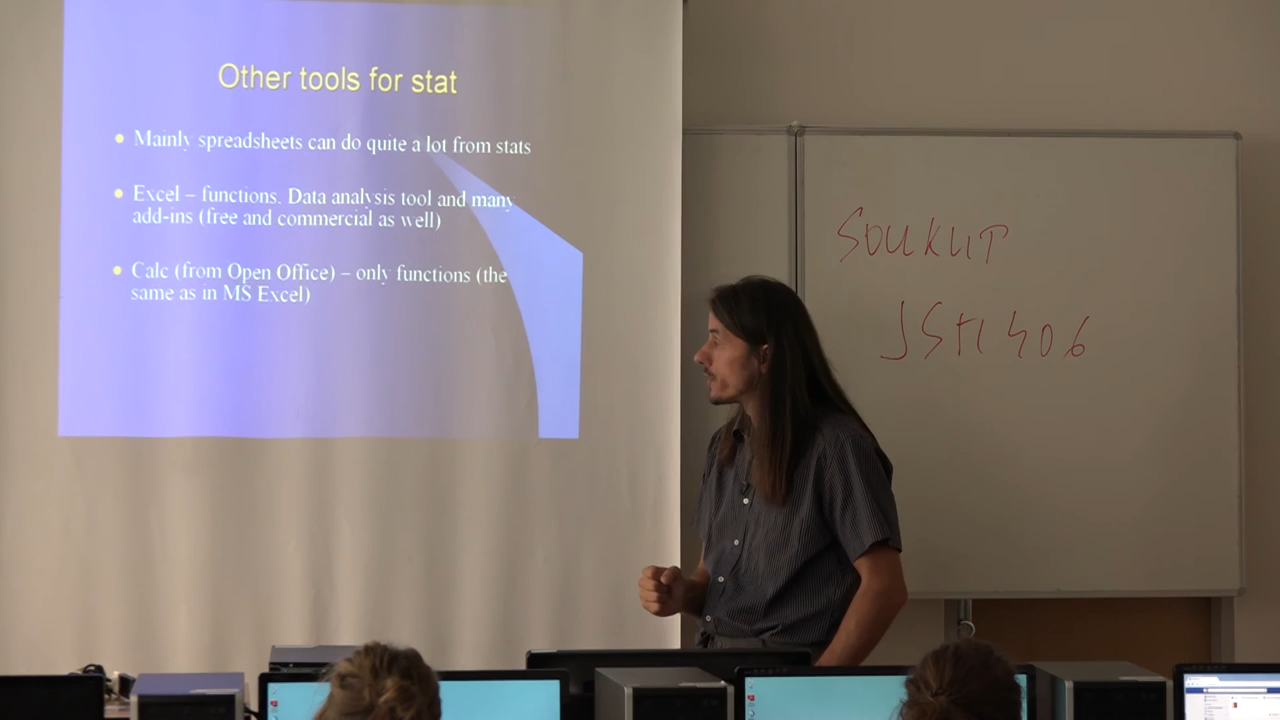 Other tools for stat
Mainly spreadsheets can do quite a lot from stats
Excel – functions. Data analysis tool and many
add-ins (free and commercial as well)
Calc (from Open Office) – only functions (the
same as in MS Excel)
SOUKUP